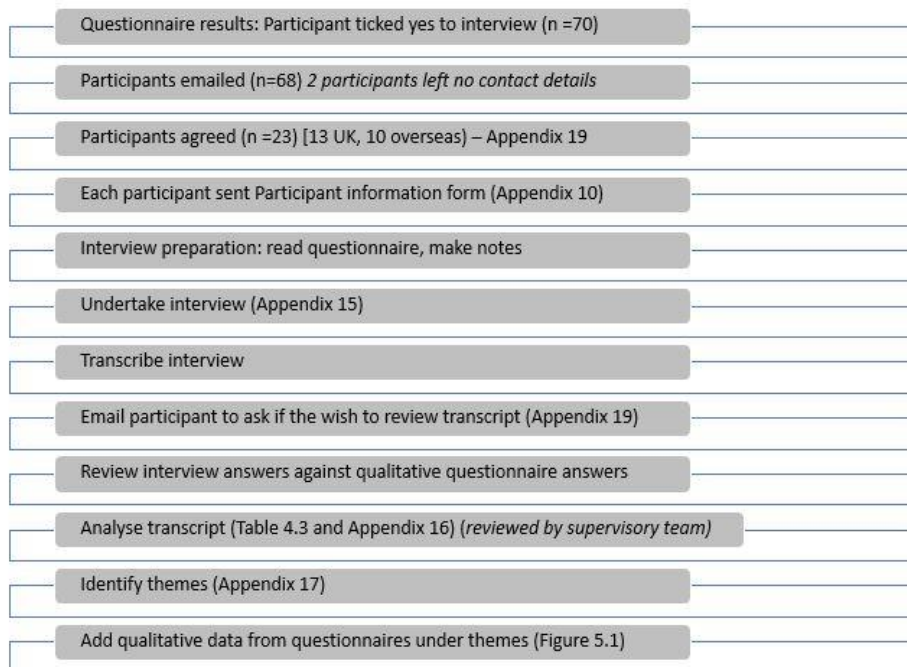 Questionnaire results: Participant ticked yes to interview (n =70)
Participants emailed (n=68) 2 participants left no contact details
Participants agreed (n =23) [13 UK, 10 overseas) – Appendix 19
Each participant sent Participant information form (Appendix 10)
Interview preparation: read questionnaire, make notes
Undertake interview (Appendix 15)
Transcribe interview
Email participant to ask if the wish to review transcript (Appendix 19)
Review interview answers against qualitative questionnaire answers
Analyse transcript (Table 4.3 and Appendix 16) (reviewed by supervisory team)
Identify themes (Appendix 17)
Add qualitative data from questionnaires under themes (Figure 5.1)